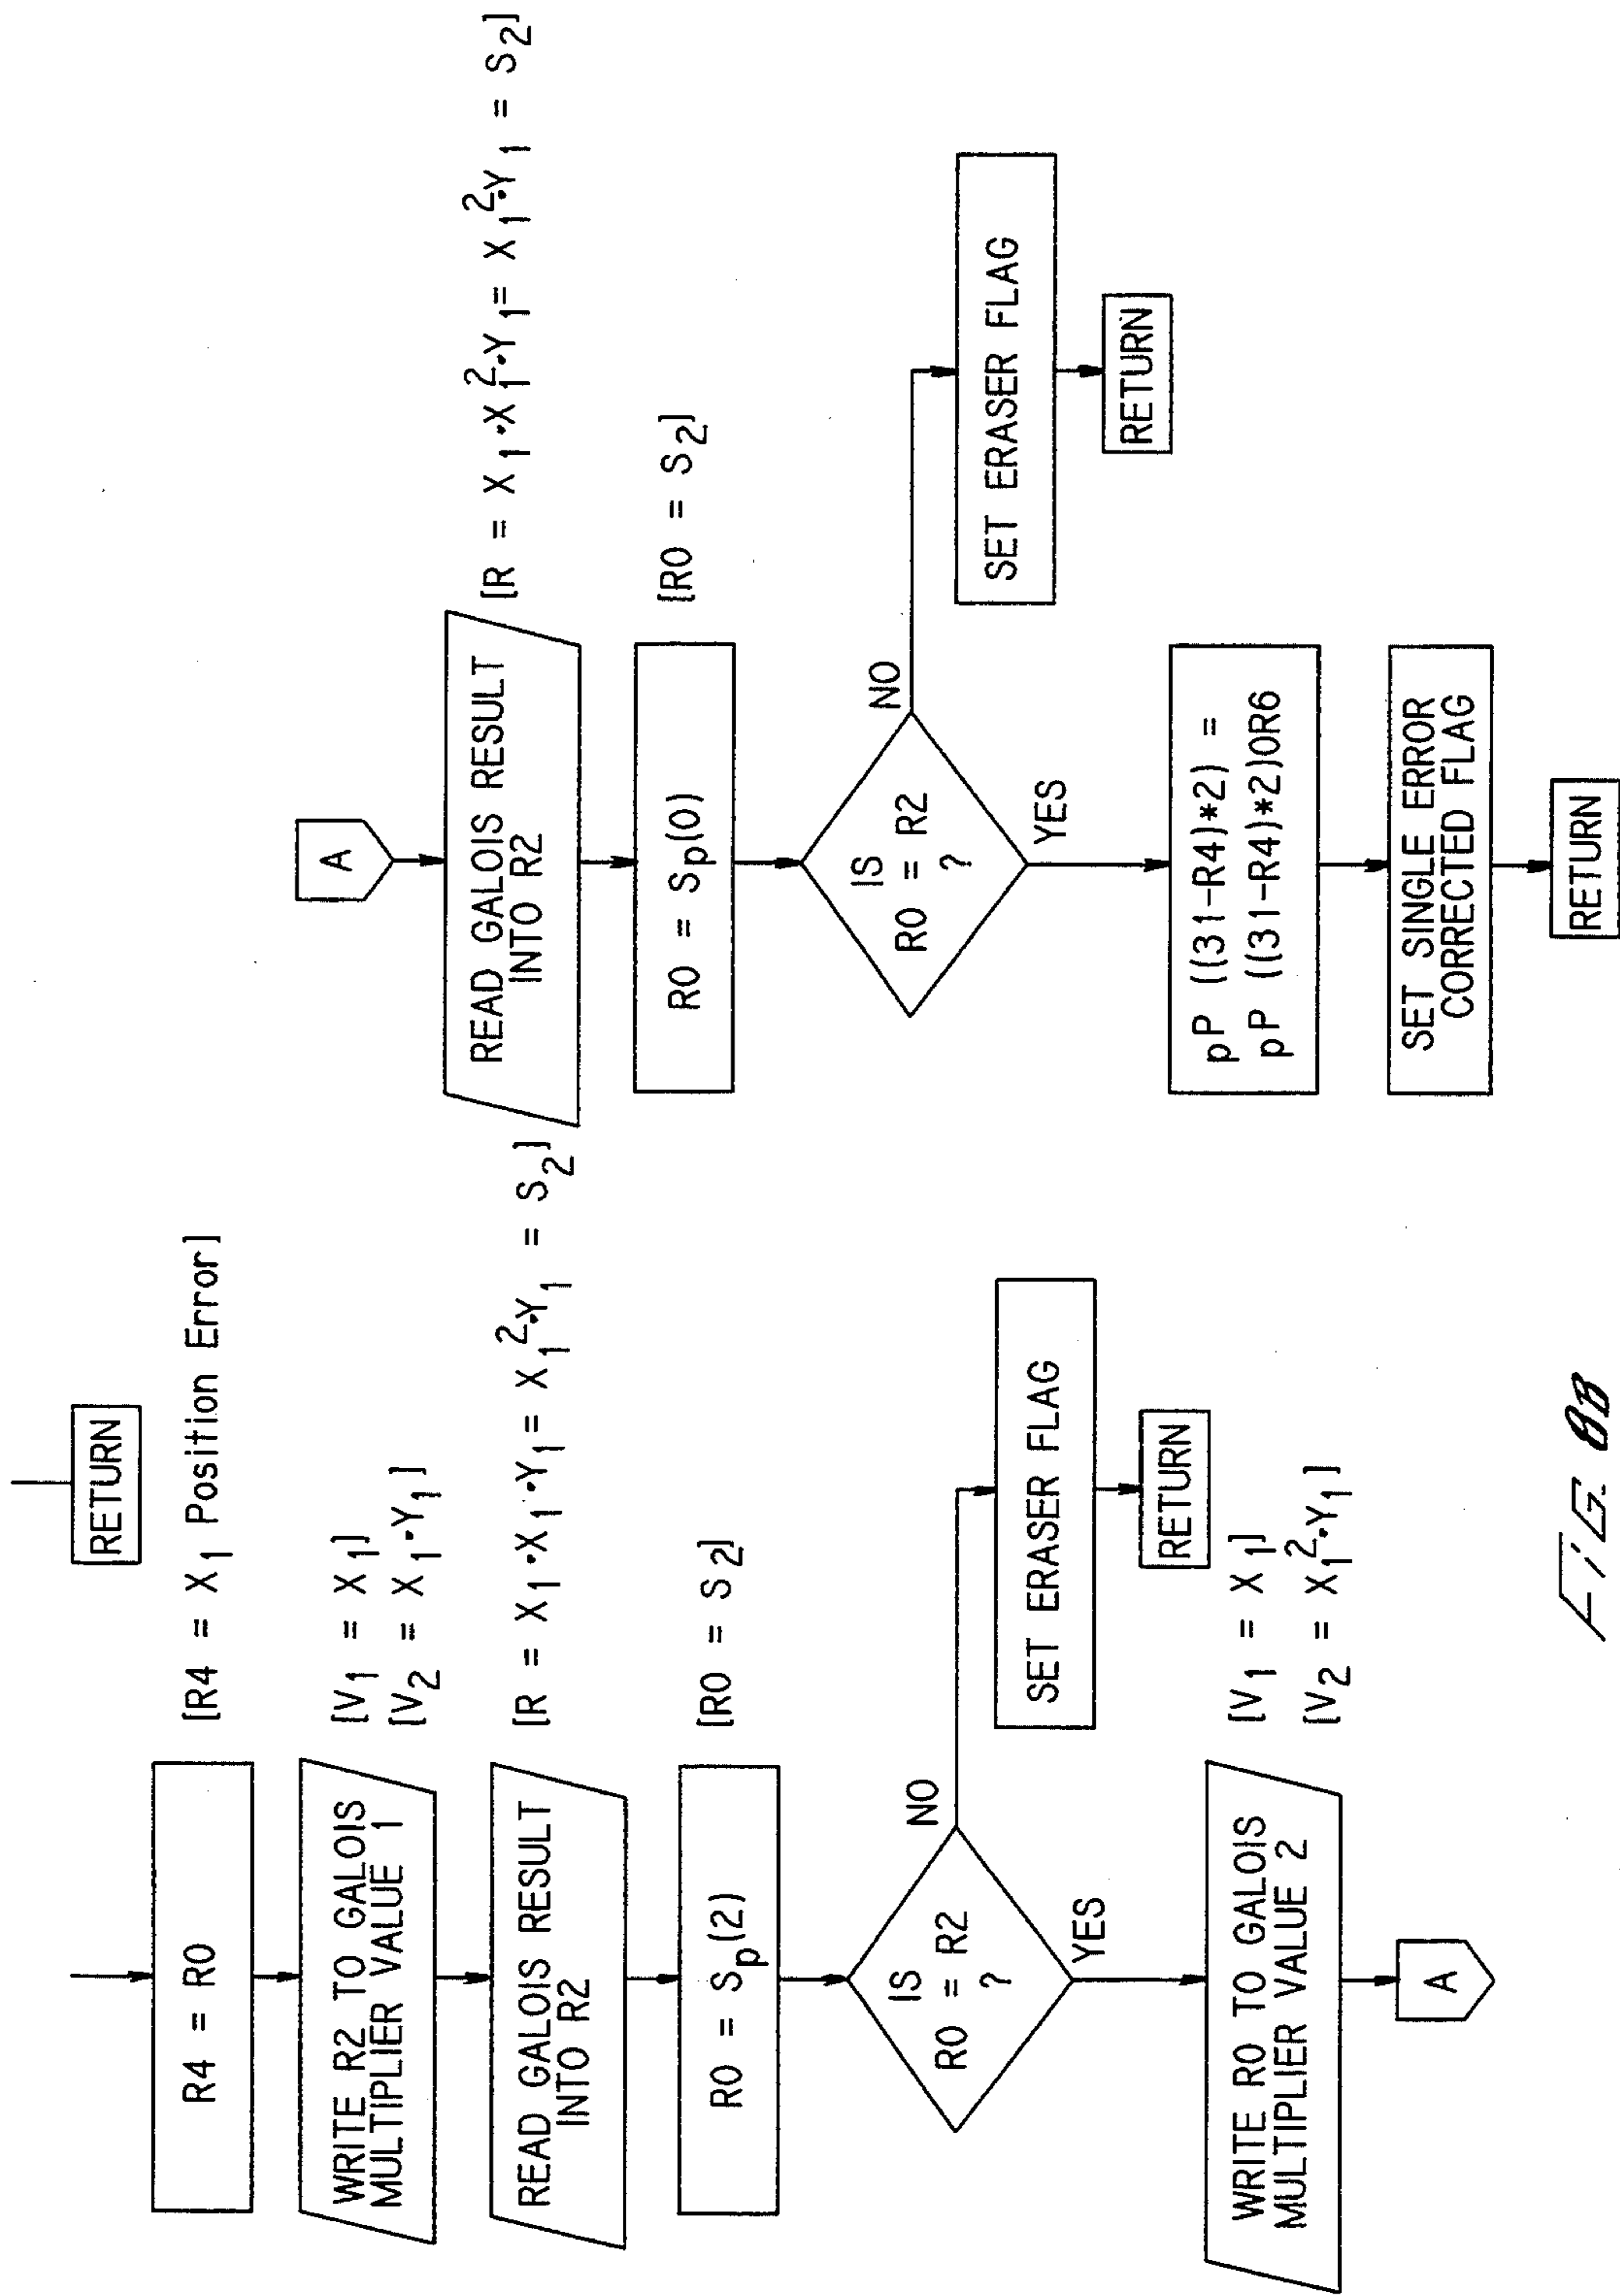 RETURN
R4 = R0
[R4 = X1 Position Error]
WRITE R2 TO GALOIS
MULTIPLIER VALUE 1
[V1 = X1]
[V2 = X1·Y1]
READ GALOIS RESULT
INTO R2
[R = X1·X1·Y1= X1²·Y1 = S2]
R0 = Sp(2)
[R0 = S2]
IS
R0 = R2
?
NO
YES
SET ERASER FLAG
RETURN
WRITE R0 TO GALOIS
MULTIPLIER VALUE 2
[V1 = X1]
[V2 = X1²·Y1]
A
A
READ GALOIS RESULT
INTO R2
[R = X1·X1²·Y1= X1²·Y1 = S2]
R0 = Sp(0)
[R0 = S2]
IS
R0 = R2
?
NO
YES
SET ERASER FLAG
RETURN
pP ((31-R4)*2) =
pP ((31-R4)*2)0R6
SET SINGLE ERROR
CORRECTED FLAG
RETURN
FIG. 8B